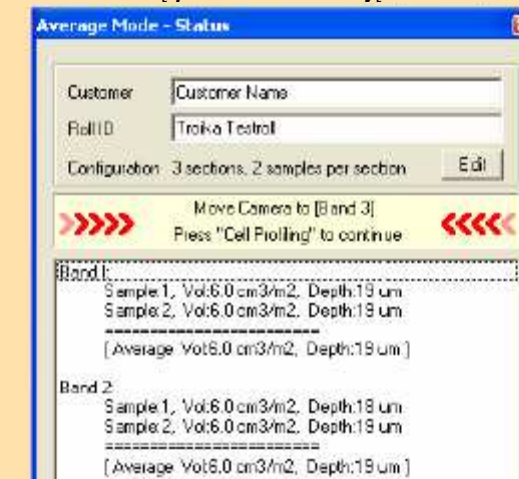 Average Mode - Status
Customer Customer Name
Roll ID Troika Testroll
Configuration 3 sections, 2 samples per section Edit
Move Camera to [Band 3]
Press "Cell Profiling" to continue
Band 1:
Sample:1, Vol:6.0 cm3/m2, Depth:19 um
Sample:2, Vol:6.0 cm3/m2, Depth:19 um
==========================
[ Average Vol:6.0 cm3/m2, Depth:19 um ]
Band 2:
Sample:1, Vol:6.0 cm3/m2, Depth:18 um
Sample:2, Vol:6.0 cm3/m2, Depth:19 um
==========================
[ Average Vol:6.0 cm3/m2, Depth:19 um ]